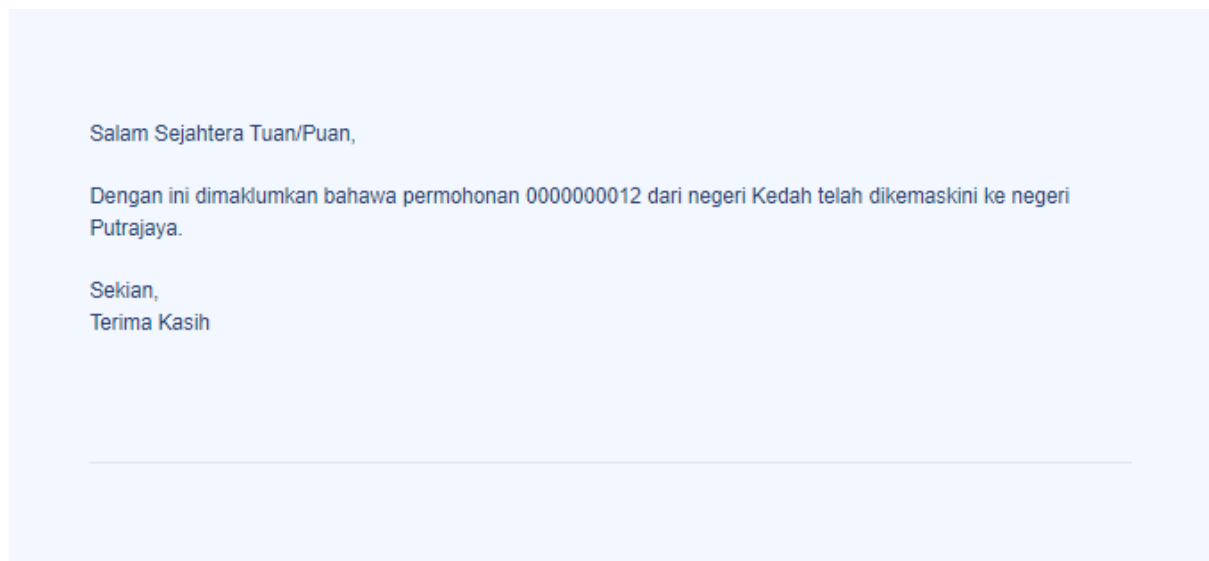 Salam Sejahtera Tuan/Puan,
Dengan ini dimaklumkan bahawa permohonan 0000000012 dari negeri Kedah telah dikemaskini ke negeri
Putrajaya.
Sekian,
Terima Kasih